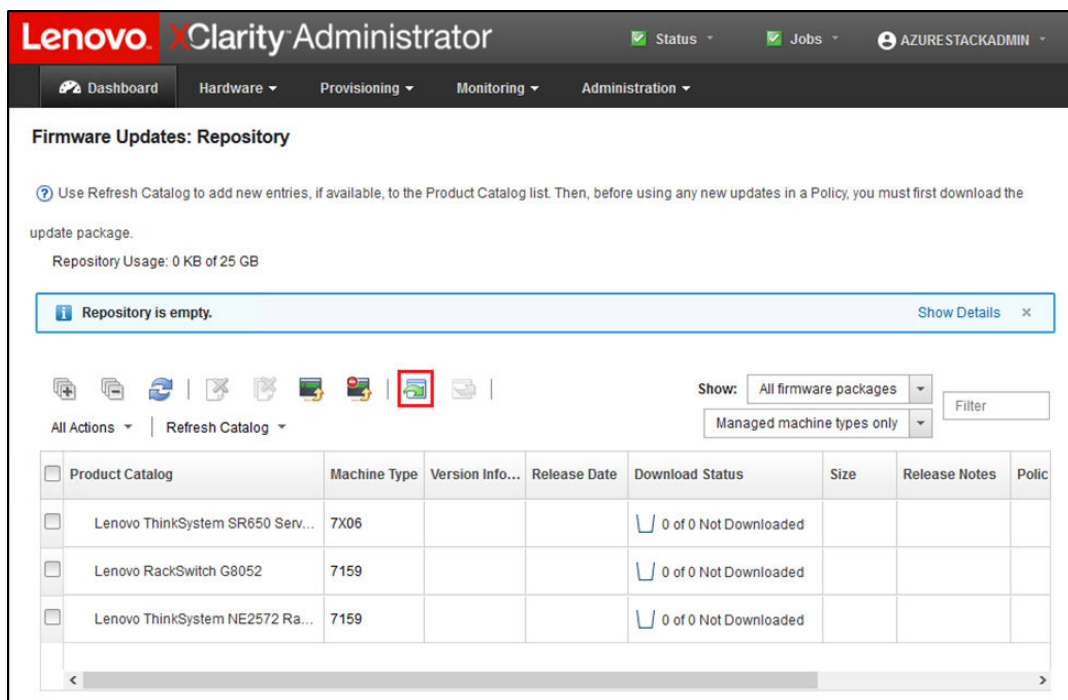 Lenovo. XClarity Administrator Status Jobs AZURESTACKADMIN
Dashboard Hardware Provisioning Monitoring Administration
Firmware Updates: Repository
? Use Refresh Catalog to add new entries, if available, to the Product Catalog list. Then, before using any new updates in a Policy, you must first download the
update package.
Repository Usage: 0 KB of 25 GB
i Repository is empty. Show Details ×
Show: All firmware packages
Filter
Managed machine types only
All Actions Refresh Catalog
Product Catalog Machine Type Version Info... Release Date Download Status Size Release Notes Polic
Lenovo ThinkSystem SR650 Serv... 7X06 0 of 0 Not Downloaded
Lenovo RackSwitch G8052 7159 0 of 0 Not Downloaded
Lenovo ThinkSystem NE2572 Ra... 7159 0 of 0 Not Downloaded